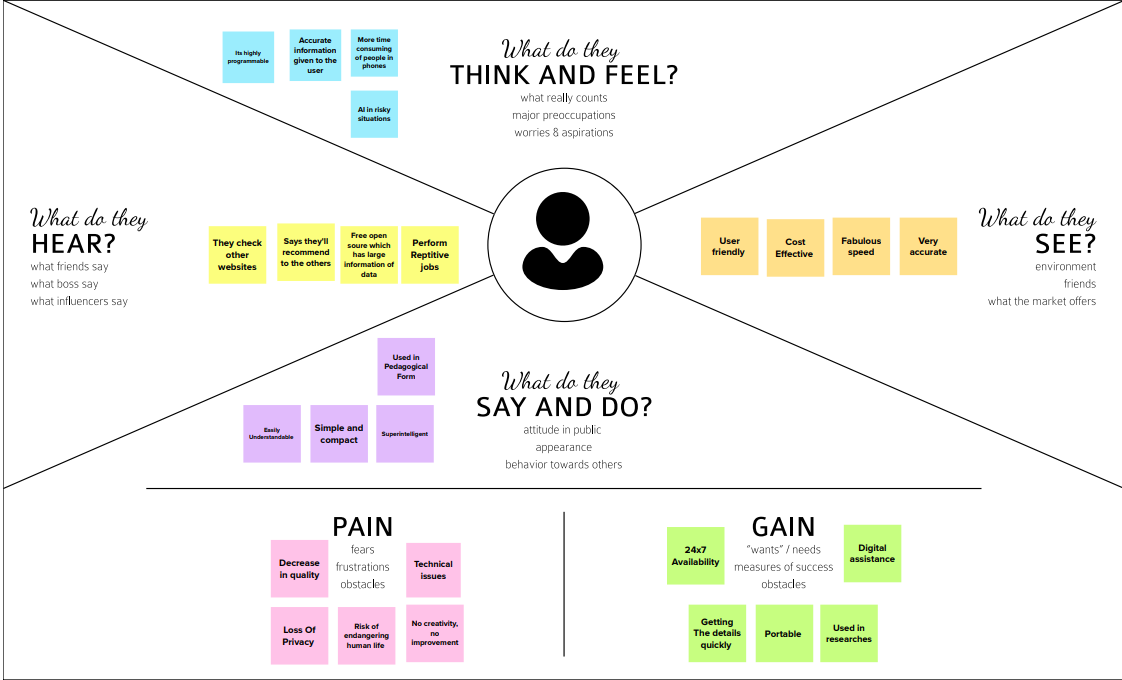 Its highly
programmable
Accurate
information
given to the
user
More time
consuming
of people in
phones
AI in risky
situations
What do they
THINK AND FEEL?
what really counts
major preoccupations
worries & aspirations
What do they
HEAR?
what friends say
what boss say
what influencers say
They check
other
websites
Says they'll
recommend
to the others
Free open
soure which
has large
information of
data
Perform
Reptitive
jobs
User
friendly
Cost
Effective
Fabulous
speed
Very
accurate
What do they
SEE?
environment
friends
what the market offers
Used in
Pedagogical
Form
Easily
Understandable
Simple and
compact
Superintelligent
What do they
SAY AND DO?
attitude in public
appearance
behavior towards others
PAIN
fears
frustrations
obstacles
Decrease
in quality
Technical
issues
Loss Of
Privacy
Risk of
endangering
human life
No creativity,
no
improvement
GAIN
"wants" / needs
measures of success
obstacles
24x7
Availability
Digital
assistance
Getting
The details
quickly
Portable
Used in
researches